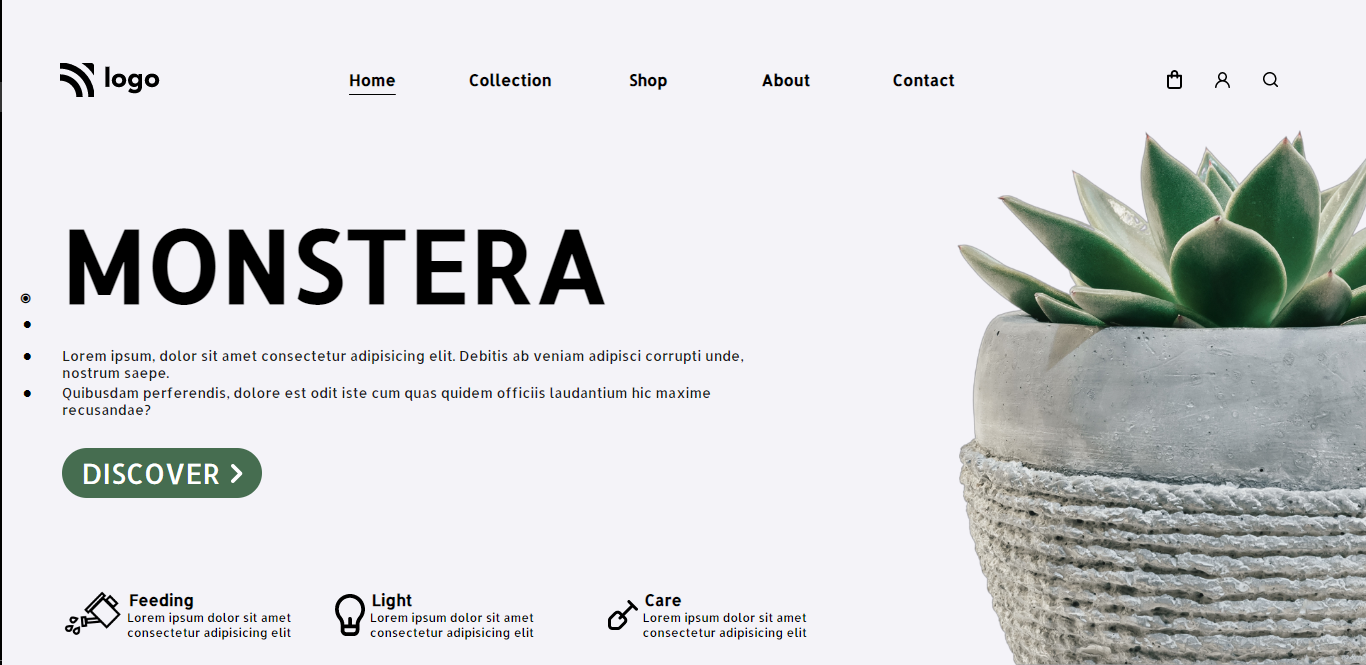 logo
Home Collection Shop About Contact
MONSTERA
Lorem ipsum, dolor sit amet consectetur adipisicing elit. Debitis ab veniam adipisci corrupti unde,
nostrum saepe.
Quibusdam perferendis, dolore est odit iste cum quas quidem officiis laudantium hic maxime
recusandae?
DISCOVER
Feeding
Lorem ipsum dolor sit amet
consectetur adipisicing elit
Light
Lorem ipsum dolor sit amet
consectetur adipisicing elit
Care
Lorem ipsum dolor sit amet
consectetur adipisicing elit